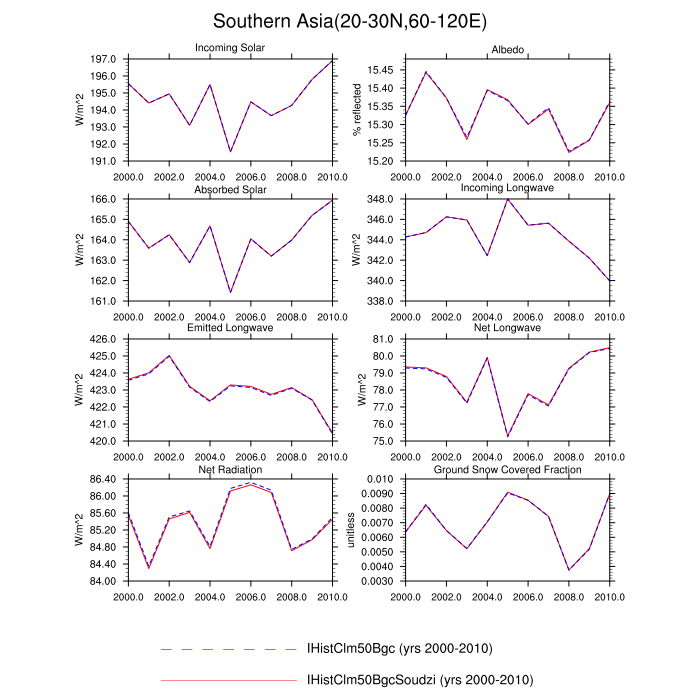 Southern Asia(20-30N,60-120E)
Incoming Solar
W/m^2
197.0
196.0
195.0
194.0
193.0
192.0
191.0
2000.0 2002.0 2004.0 2006.0 2008.0 2010.0
Albedo
% reflected
15.45
15.40
15.35
15.30
15.25
15.20
2000.0 2002.0 2004.0 2006.0 2008.0 2010.0
Absorbed Solar
W/m^2
166.0
165.0
164.0
163.0
162.0
161.0
2000.0 2002.0 2004.0 2006.0 2008.0 2010.0
Incoming Longwave
W/m^2
348.0
346.0
344.0
342.0
340.0
338.0
2000.0 2002.0 2004.0 2006.0 2008.0 2010.0
Emitted Longwave
W/m^2
426.0
425.0
424.0
423.0
422.0
421.0
420.0
2000.0 2002.0 2004.0 2006.0 2008.0 2010.0
Net Longwave
W/m^2
81.0
80.0
79.0
78.0
77.0
76.0
75.0
2000.0 2002.0 2004.0 2006.0 2008.0 2010.0
Net Radiation
W/m^2
86.40
86.00
85.60
85.20
84.80
84.40
84.00
2000.0 2002.0 2004.0 2006.0 2008.0 2010.0
Ground Snow Covered Fraction
unitless
0.010
0.0090
0.0080
0.0070
0.0060
0.0050
0.0040
0.0030
2000.0 2002.0 2004.0 2006.0 2008.0 2010.0
IHistClm50Bgc (yrs 2000-2010)
IHistClm50BgcSoudzi (yrs 2000-2010)